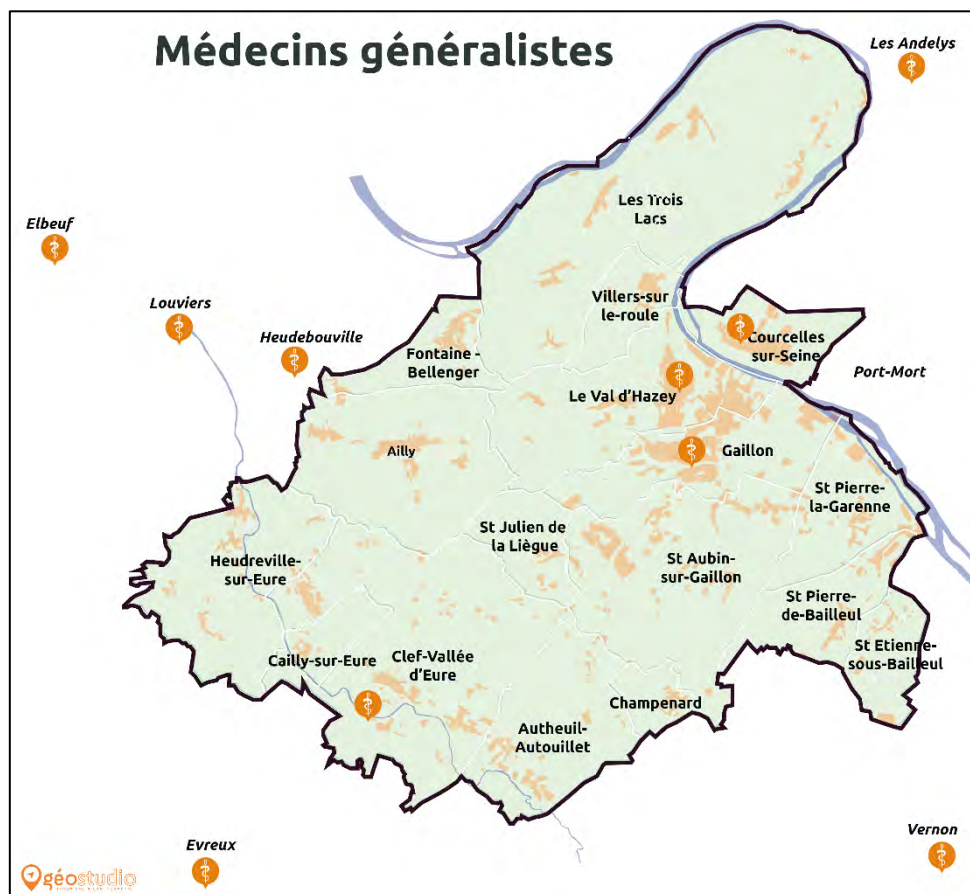 Médecins généralistes
Les Andelys
Les Trois
Lacs
Elbeuf
Louviers
Villers-sur
le-roule
Heudebouville
Courcelles
sur-Seine
Fontaine -
Bellenger
Port-Mort
Le Val d'Hazey
Ailly
Gaillon
St Pierre-
la-Garenne
St Julien de
la Liègue
Heudreville-
sur-Eure
St Aubin-
sur-Gaillon
St Pierre-
de-Bailleul
St Etienne-
sous-Bailleul
Cailly-sur-Eure
Clef-Vallée
d'Eure
Champenard
Autheuil-
Autouillet
Evreux
Vernon
géostudio